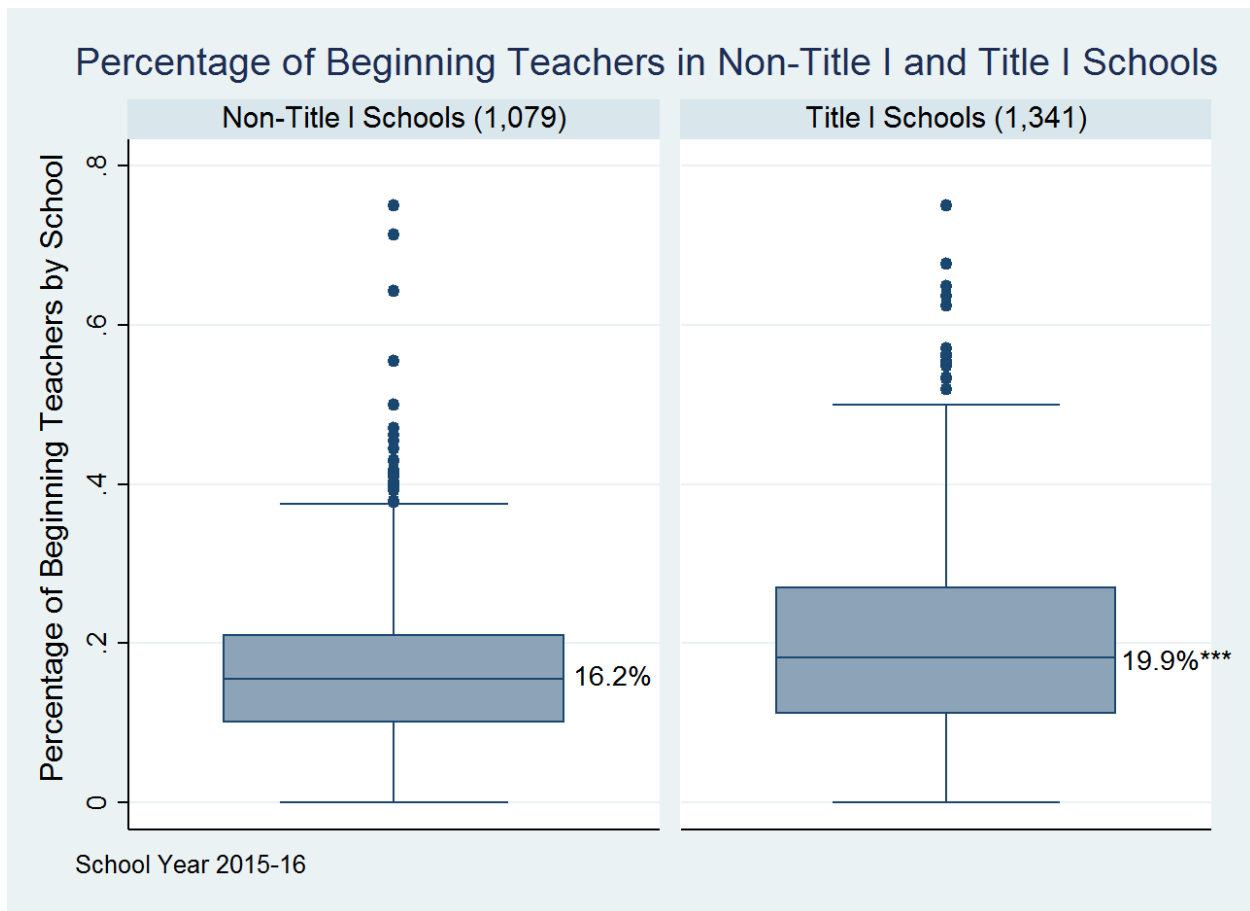 Percentage of Beginning Teachers in Non-Title I and Title I Schools
Non-Title I Schools (1,079)
Title I Schools (1,341)
Percentage of Beginning Teachers by School
.8
.6
.4
.2
0
16.2%
19.9%***
School Year 2015-16